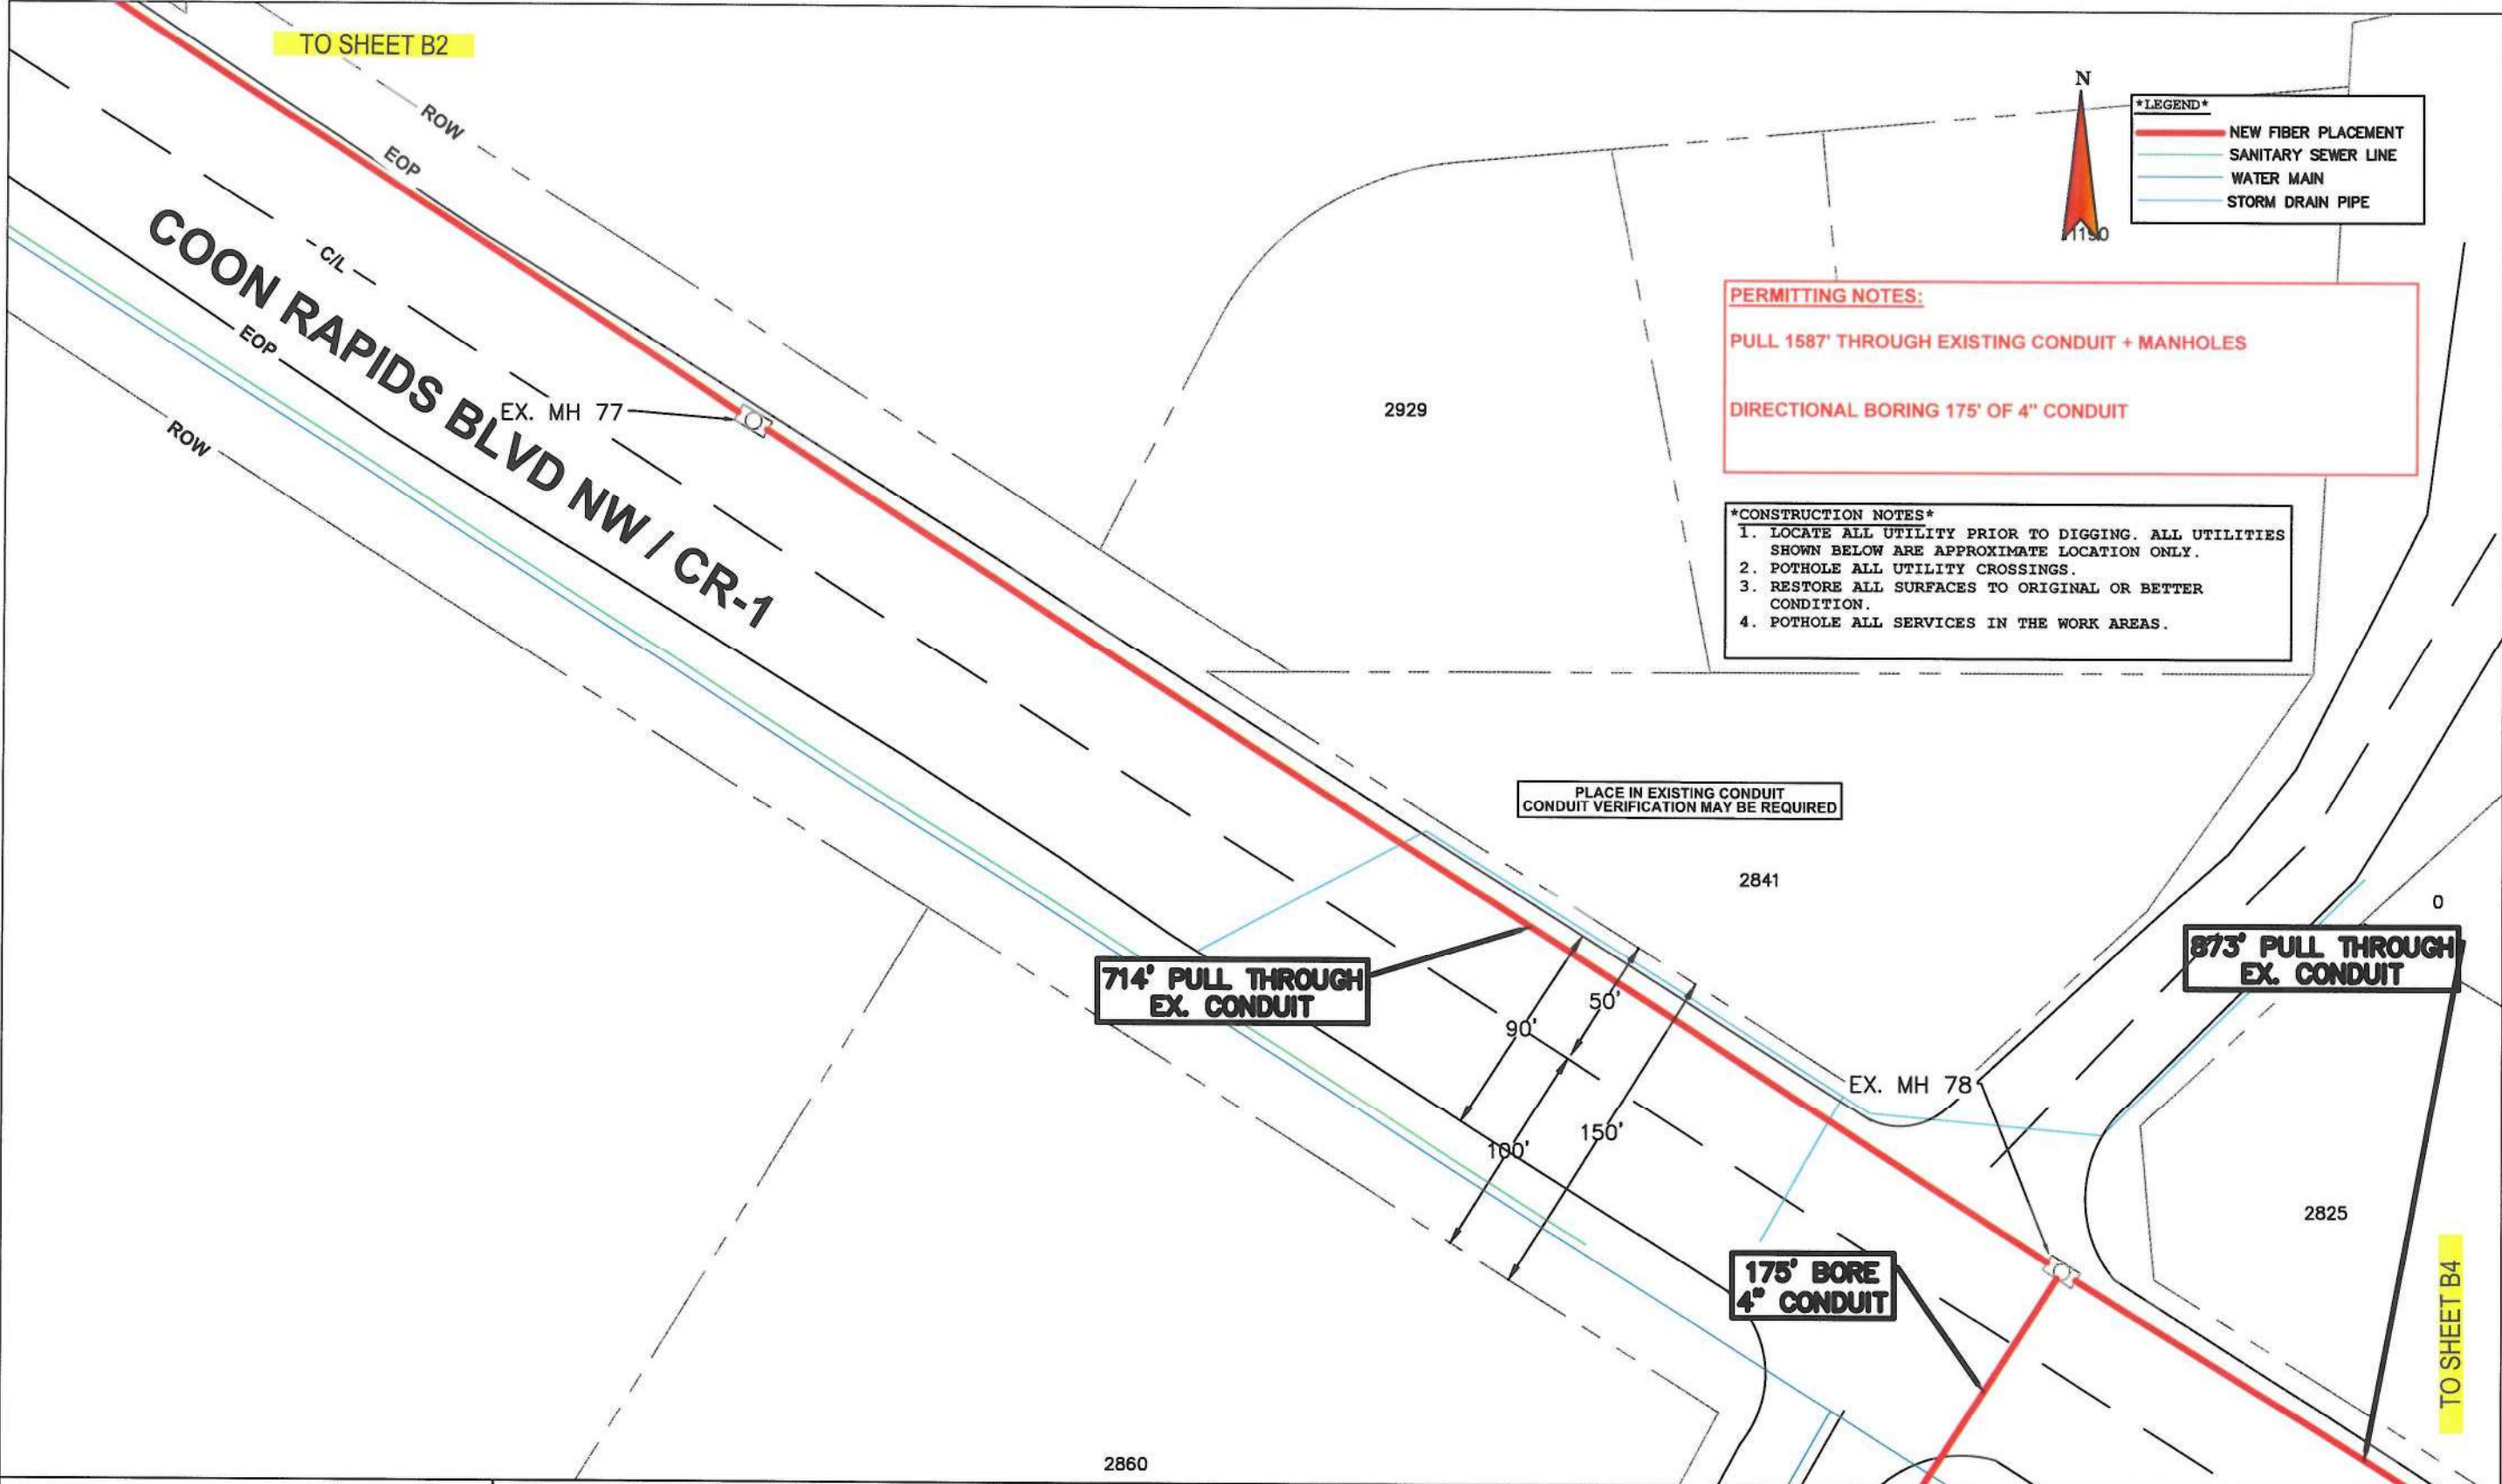 TO SHEET B2
ROW
EOP
C/L
COON RAPIDS BLVD NW / CR-1
EOP
ROW
EX. MH 77
N
*LEGEND*
NEW FIBER PLACEMENT
SANITARY SEWER LINE
WATER MAIN
STORM DRAIN PIPE
PERMITTING NOTES:
PULL 1587' THROUGH EXISTING CONDUIT + MANHOLES
DIRECTIONAL BORING 175' OF 4" CONDUIT
2929
*CONSTRUCTION NOTES*
1. LOCATE ALL UTILITY PRIOR TO DIGGING. ALL UTILITIES
SHOWN BELOW ARE APPROXIMATE LOCATION ONLY.
2. POTHOLE ALL UTILITY CROSSINGS.
3. RESTORE ALL SURFACES TO ORIGINAL OR BETTER
CONDITION.
4. POTHOLE ALL SERVICES IN THE WORK AREAS.
PLACE IN EXISTING CONDUIT
CONDUIT VERIFICATION MAY BE REQUIRED
2841
0
873' PULL THROUGH
EX. CONDUIT
714' PULL THROUGH
EX. CONDUIT
50'
90'
100'
150'
EX. MH 78
2825
175' BORE
4" CONDUIT
TO SHEET B4
2860